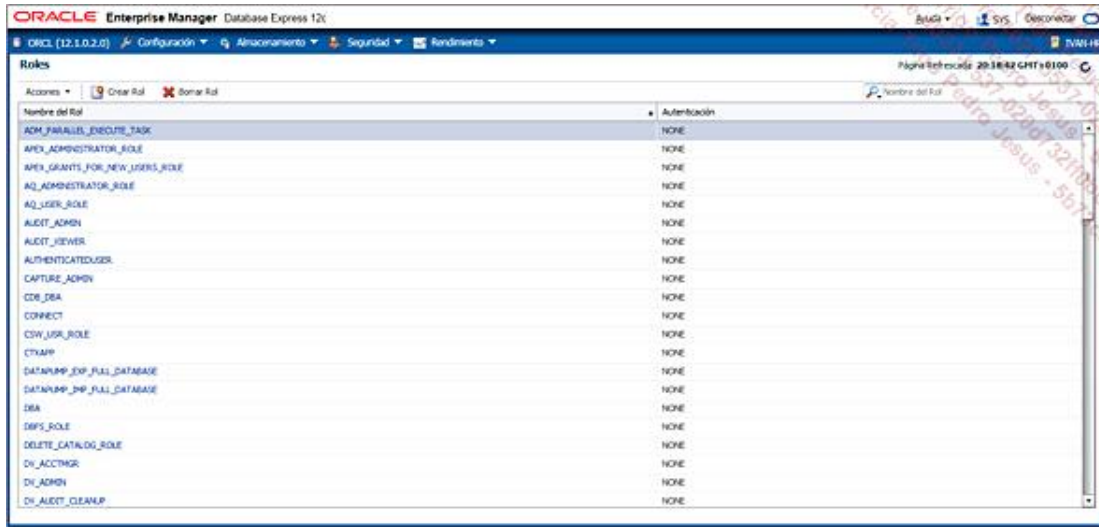 ORACLE Enterprise Manager Database Express 12c
Ayuda SYS Desconectar
ORCL (12.1.0.2.0) Configuración Almacenamiento Seguridad Rendimiento
Roles
Página Refrescada 20:18:42 GMT+0100
Acciones Crear Rol Borrar Rol Nombre del Rol
Nombre del Rol Autenticación
ADM_PARALLEL_EXECUTE_TASK NONE
APEX_ADMINISTRATOR_ROLE NONE
APEX_GRANTS_FOR_NEW_USERS_ROLE NONE
AQ_ADMINISTRATOR_ROLE NONE
AQ_USER_ROLE NONE
AUDIT_ADMIN NONE
AUDIT_VIEWER NONE
AUTHENTICATEDUSER NONE
CAPTURE_ADMIN NONE
CDB_DBA NONE
CONNECT NONE
CSW_USR_ROLE NONE
CTXAPP NONE
DATAPUMP_EXP_FULL_DATABASE NONE
DATAPUMP_IMP_FULL_DATABASE NONE
DBA NONE
DBFS_ROLE NONE
DELETE_CATALOG_ROLE NONE
DV_ACCTMGR NONE
DV_ADMIN NONE
DV_AUDIT_CLEANUP NONE